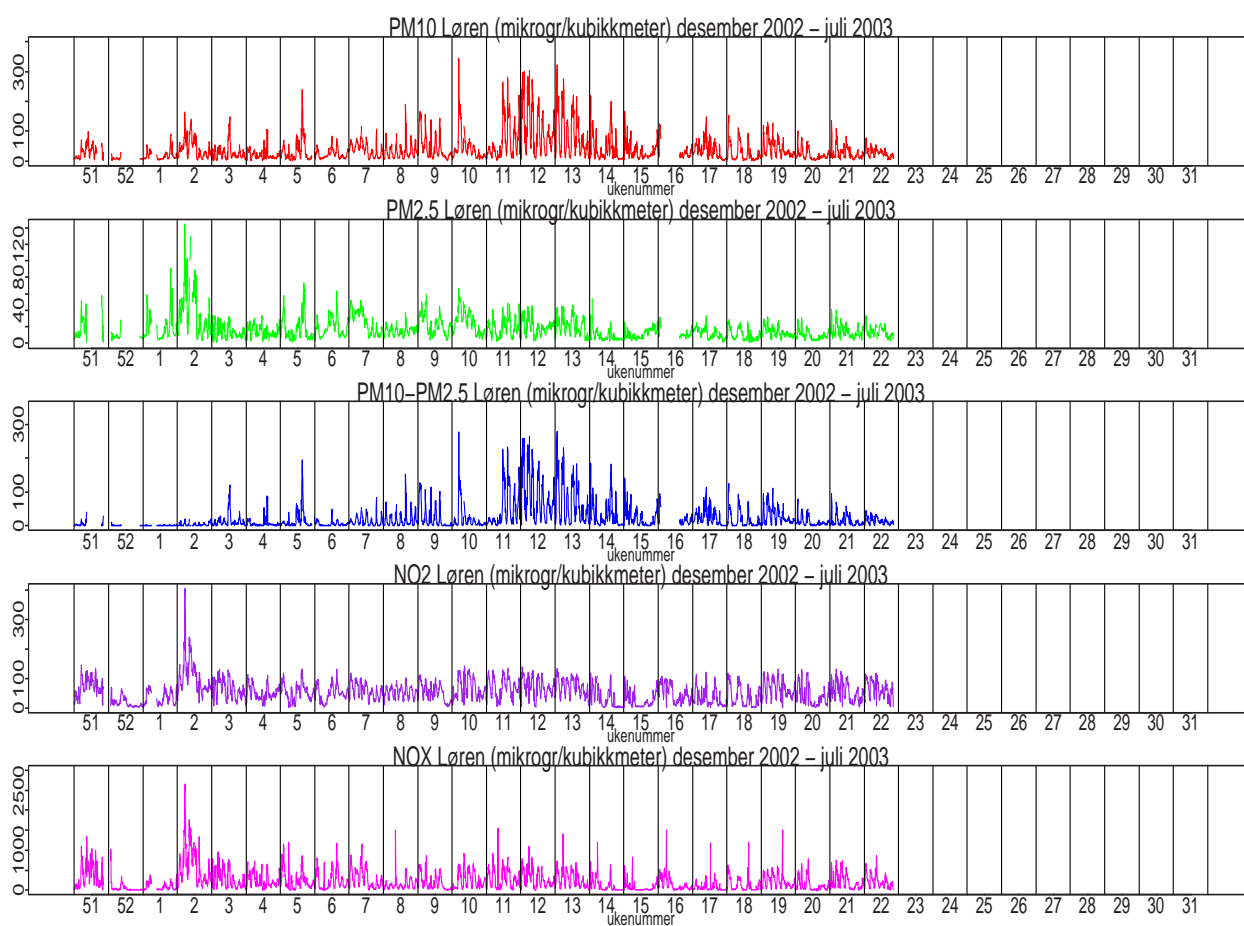 PM10 Løren (mikrogr/kubikkmeter) desember 2002 – juli 2003
0 100 300
51 52 1 2 3 4 5 6 7 8 9 10 11 12 13 14 15 16 17 18 19 20 21 22 23 24 25 26 27 28 29 30 31
ukenummer
PM2.5 Løren (mikrogr/kubikkmeter) desember 2002 – juli 2003
0 40 80 120
51 52 1 2 3 4 5 6 7 8 9 10 11 12 13 14 15 16 17 18 19 20 21 22 23 24 25 26 27 28 29 30 31
ukenummer
PM10–PM2.5 Løren (mikrogr/kubikkmeter) desember 2002 – juli 2003
0 100 300
51 52 1 2 3 4 5 6 7 8 9 10 11 12 13 14 15 16 17 18 19 20 21 22 23 24 25 26 27 28 29 30 31
ukenummer
NO2 Løren (mikrogr/kubikkmeter) desember 2002 – juli 2003
0 100 300
51 52 1 2 3 4 5 6 7 8 9 10 11 12 13 14 15 16 17 18 19 20 21 22 23 24 25 26 27 28 29 30 31
ukenummer
NOX Løren (mikrogr/kubikkmeter) desember 2002 – juli 2003
0 1000 2500
51 52 1 2 3 4 5 6 7 8 9 10 11 12 13 14 15 16 17 18 19 20 21 22 23 24 25 26 27 28 29 30 31
ukenummer